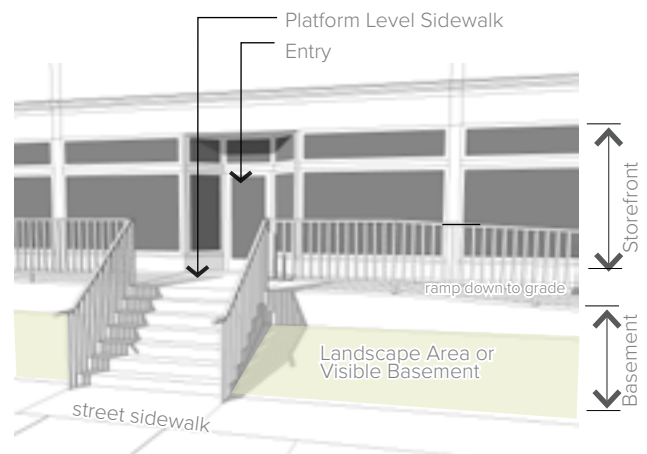 Platform Level Sidewalk
Entry
Storefront
ramp down to grade
Basement
Landscape Area or
Visible Basement
street sidewalk